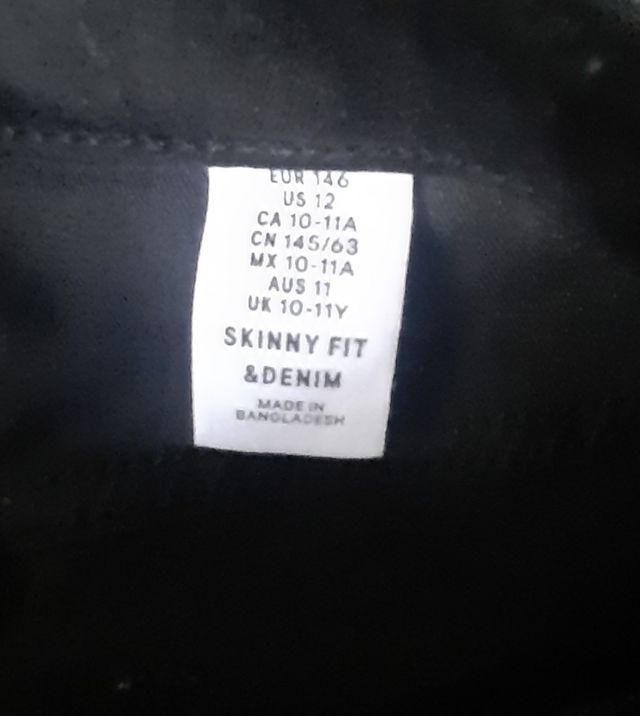 EUR 146
US 12
CA 10-11A
CN 145/63
MX 10-11A
AUS 11
UK 10-11Y
SKINNY FIT
&DENIM
MADE IN
BANGLADESH